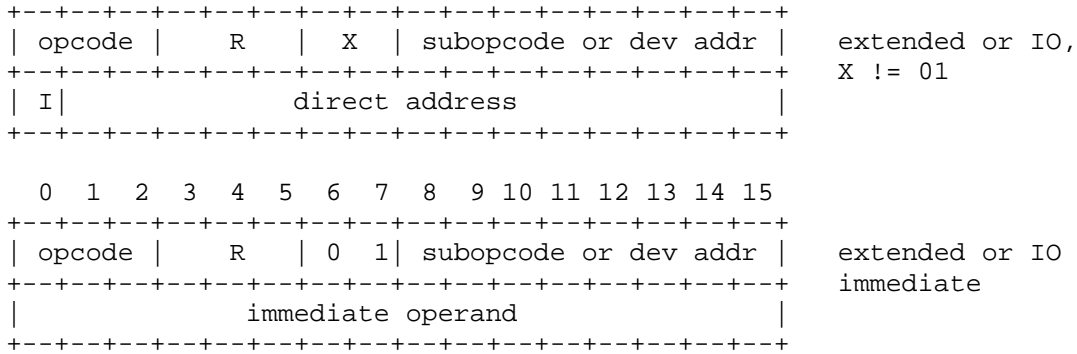 +--+--+--+--+--+--+--+--+--+--+--+--+--+--+--+--+
| opcode |     R     | X   | subopcode or dev addr |   extended or IO,
+--+--+--+--+--+--+--+--+--+--+--+--+--+--+--+--+   X != 01
| I|              direct address                |
+--+--+--+--+--+--+--+--+--+--+--+--+--+--+--+--+
  0  1  2  3  4  5  6  7  8  9 10 11 12 13 14 15
+--+--+--+--+--+--+--+--+--+--+--+--+--+--+--+--+
| opcode |     R     | 0  1| subopcode or dev addr |   extended or IO
+--+--+--+--+--+--+--+--+--+--+--+--+--+--+--+--+   immediate
|              immediate operand                |
+--+--+--+--+--+--+--+--+--+--+--+--+--+--+--+--+